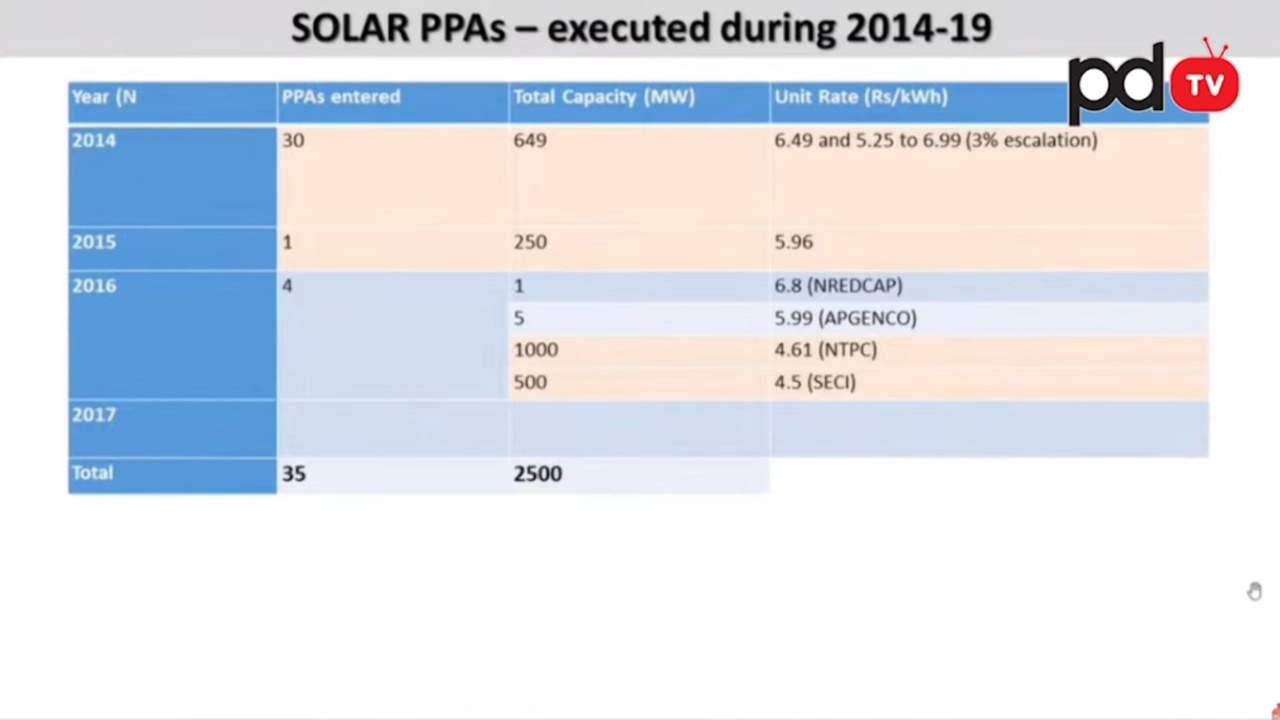 SOLAR PPAs – executed during 2014-19
pd TV
Year (N PPAs entered Total Capacity (MW) Unit Rate (Rs/kWh)
2014 30 649 6.49 and 5.25 to 6.99 (3% escalation)
2015 1 250 5.96
2016 4 1 6.8 (NREDCAP)
5 5.99 (APGENCO)
1000 4.61 (NTPC)
500 4.5 (SECI)
2017
Total 35 2500